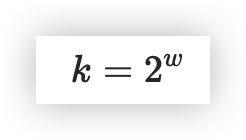 k = 2^w